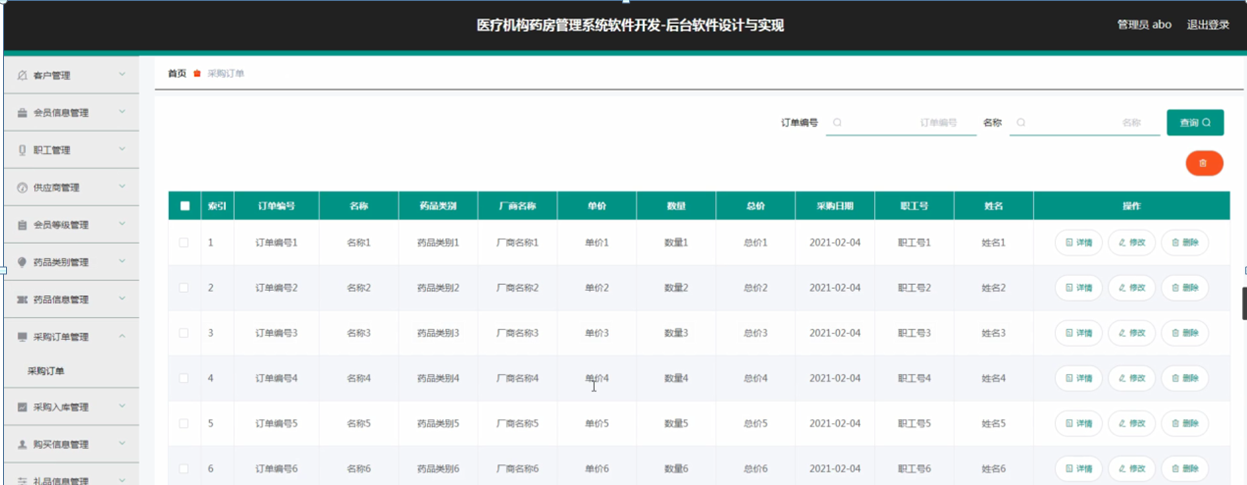 医疗机构药房管理系统软件开发-后台软件设计与实现
管理员 abo 退出登录
客户管理
会员信息管理
职工管理
供应商管理
会员等级管理
药品类别管理
药品信息管理
采购订单管理
采购订单
采购入库管理
购买信息管理
礼品信息管理
首页 采购订单
订单编号 订单编号 名称 名称 查询
索引 订单编号 名称 药品类别 厂商名称 单价 数量 总价 采购日期 职工号 姓名 操作
1 订单编号1 名称1 药品类别1 厂商名称1 单价1 数量1 总价1 2021-02-04 职工号1 姓名1 详情 修改 删除
2 订单编号2 名称2 药品类别2 厂商名称2 单价2 数量2 总价2 2021-02-04 职工号2 姓名2 详情 修改 删除
3 订单编号3 名称3 药品类别3 厂商名称3 单价3 数量3 总价3 2021-02-04 职工号3 姓名3 详情 修改 删除
4 订单编号4 名称4 药品类别4 厂商名称4 单价4 数量4 总价4 2021-02-04 职工号4 姓名4 详情 修改 删除
5 订单编号5 名称5 药品类别5 厂商名称5 单价5 数量5 总价5 2021-02-04 职工号5 姓名5 详情 修改 删除
6 订单编号6 名称6 药品类别6 厂商名称6 单价6 数量6 总价6 2021-02-04 职工号6 姓名6 详情 修改 删除